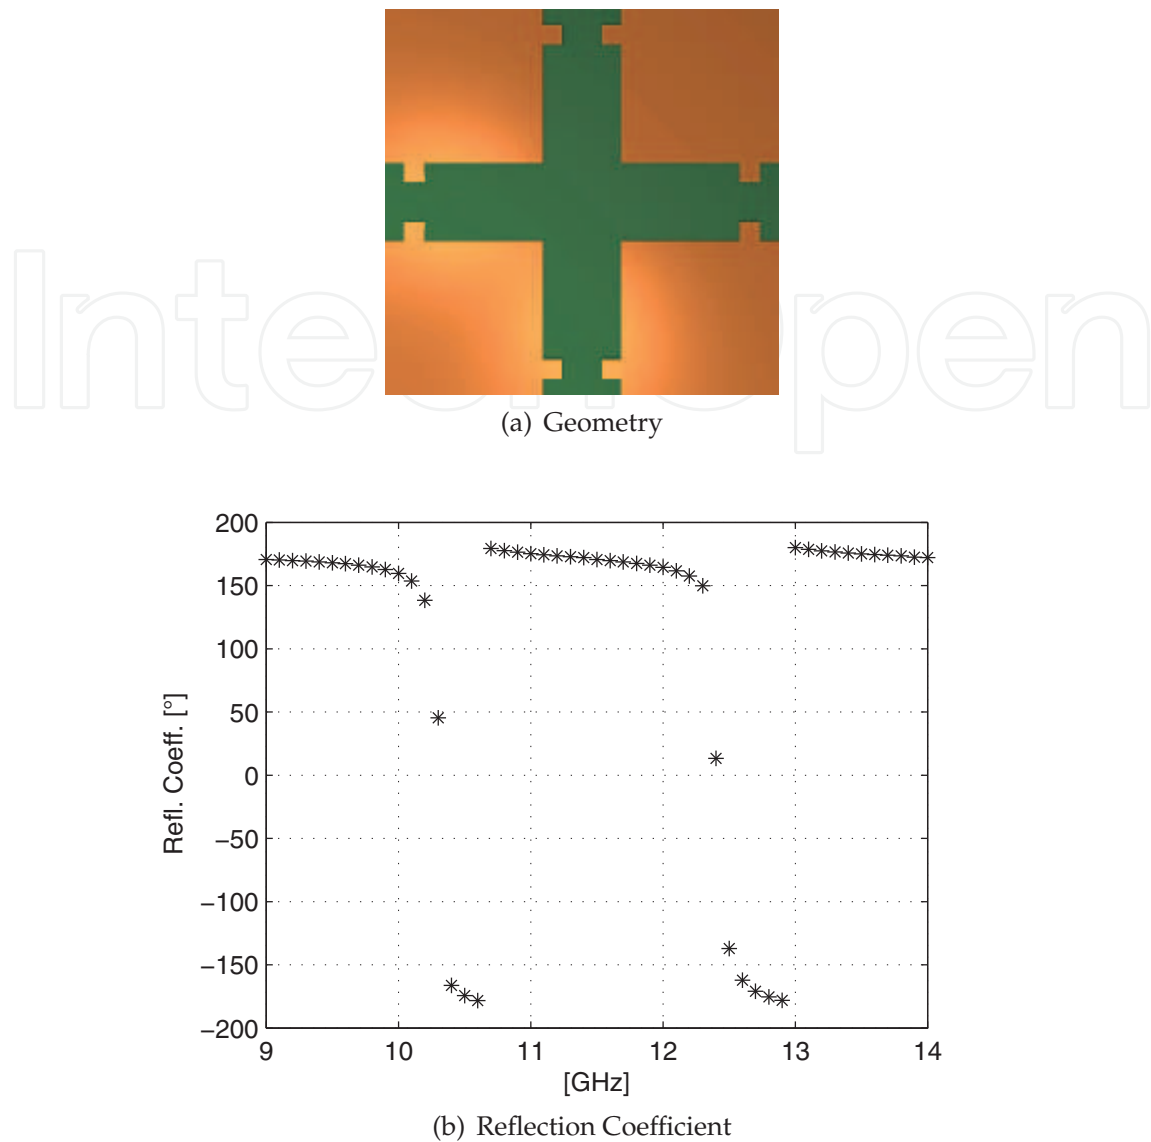 IntechOpen
(a) Geometry
200
150
100
50
0
−50
−100
−150
−200
Refl. Coeff. [°]
9 10 11 12 13 14
[GHz]
(b) Reflection Coefficient